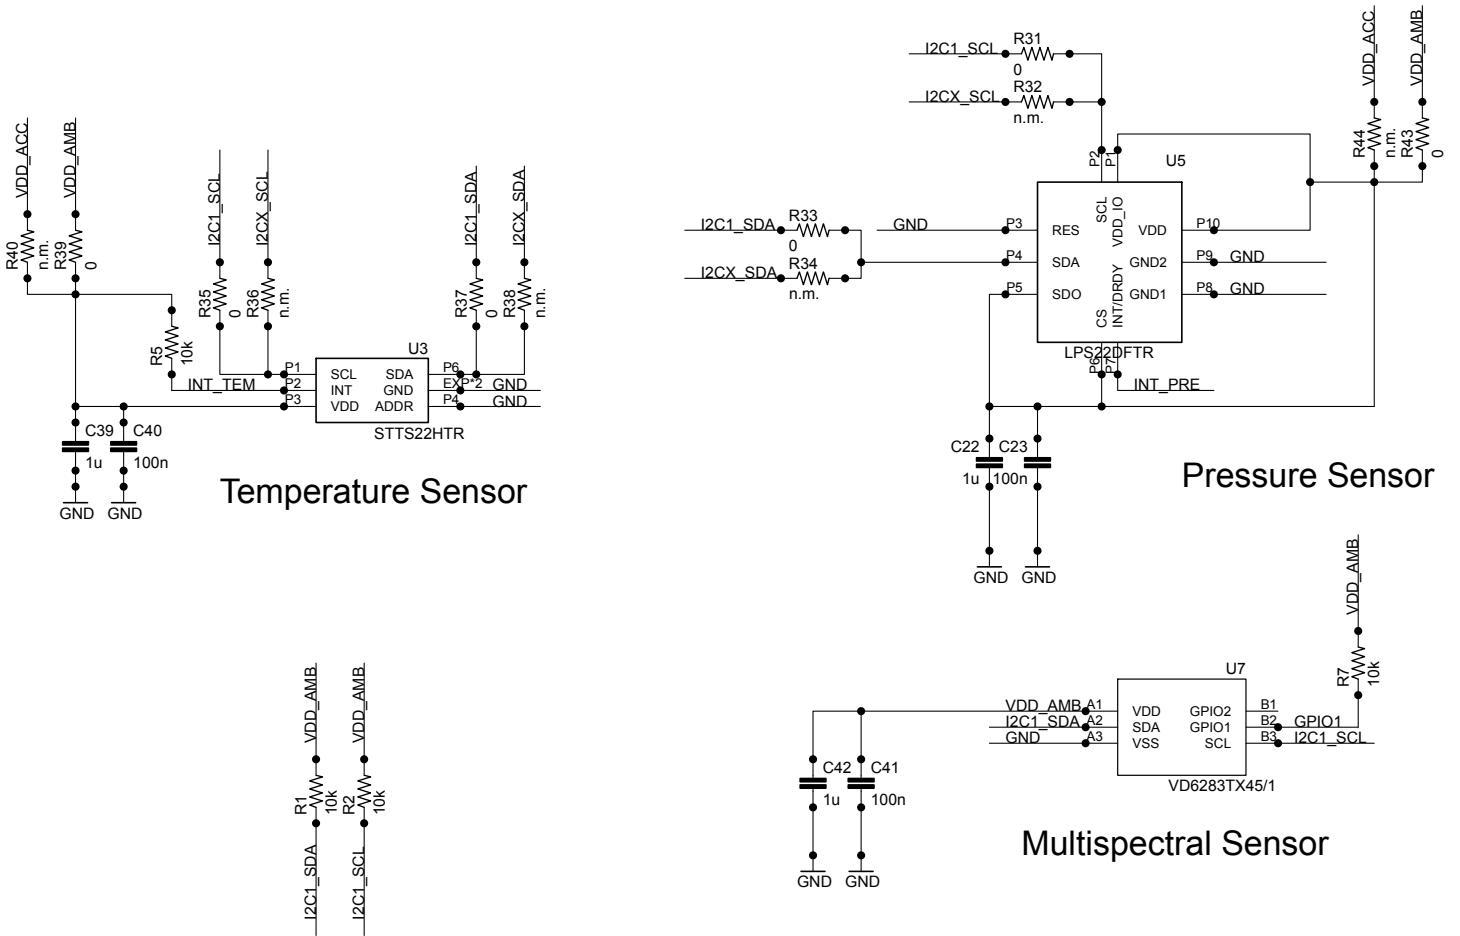 VDD_ACC
VDD_AMB
R40
n.m.
R39
0
I2C1_SCL
I2CX_SCL
I2C1_SDA
I2CX_SDA
R35
0
R36
n.m.
R37
0
R38
n.m.
R5
10k
U3
INT_TEM
P1
P2
P3
SCL
INT
VDD
SDA
GND
ADDR
P6
EXP*2
P4
GND
GND
STTS22HTR
C39
1u
C40
100n
GND
GND
Temperature Sensor
I2C1_SCL
R31
0
I2CX_SCL
R32
n.m.
VDD_ACC
VDD_AMB
R44
n.m.
R43
0
P2
P1
U5
I2C1_SDA
R33
0
I2CX_SDA
R34
n.m.
GND
P3
P4
P5
RES
SDA
SDO
SCL
VDD_IO
CS
INT/DRDY
VDD
GND2
GND1
P10
P9
P8
GND
GND
LPS22DFTR
P6
P7
INT_PRE
C22
1u
C23
100n
GND
GND
Pressure Sensor
VDD_AMB
VDD_AMB
R1
10k
R2
10k
I2C1_SDA
I2C1_SCL
VDD_AMB
R7
10k
U7
VDD_AMB
I2C1_SDA
GND
A1
A2
A3
VDD
SDA
VSS
GPIO2
GPIO1
SCL
B1
B2
B3
GPIO1
I2C1_SCL
VD6283TX45/1
C42
1u
C41
100n
GND
GND
Multispectral Sensor